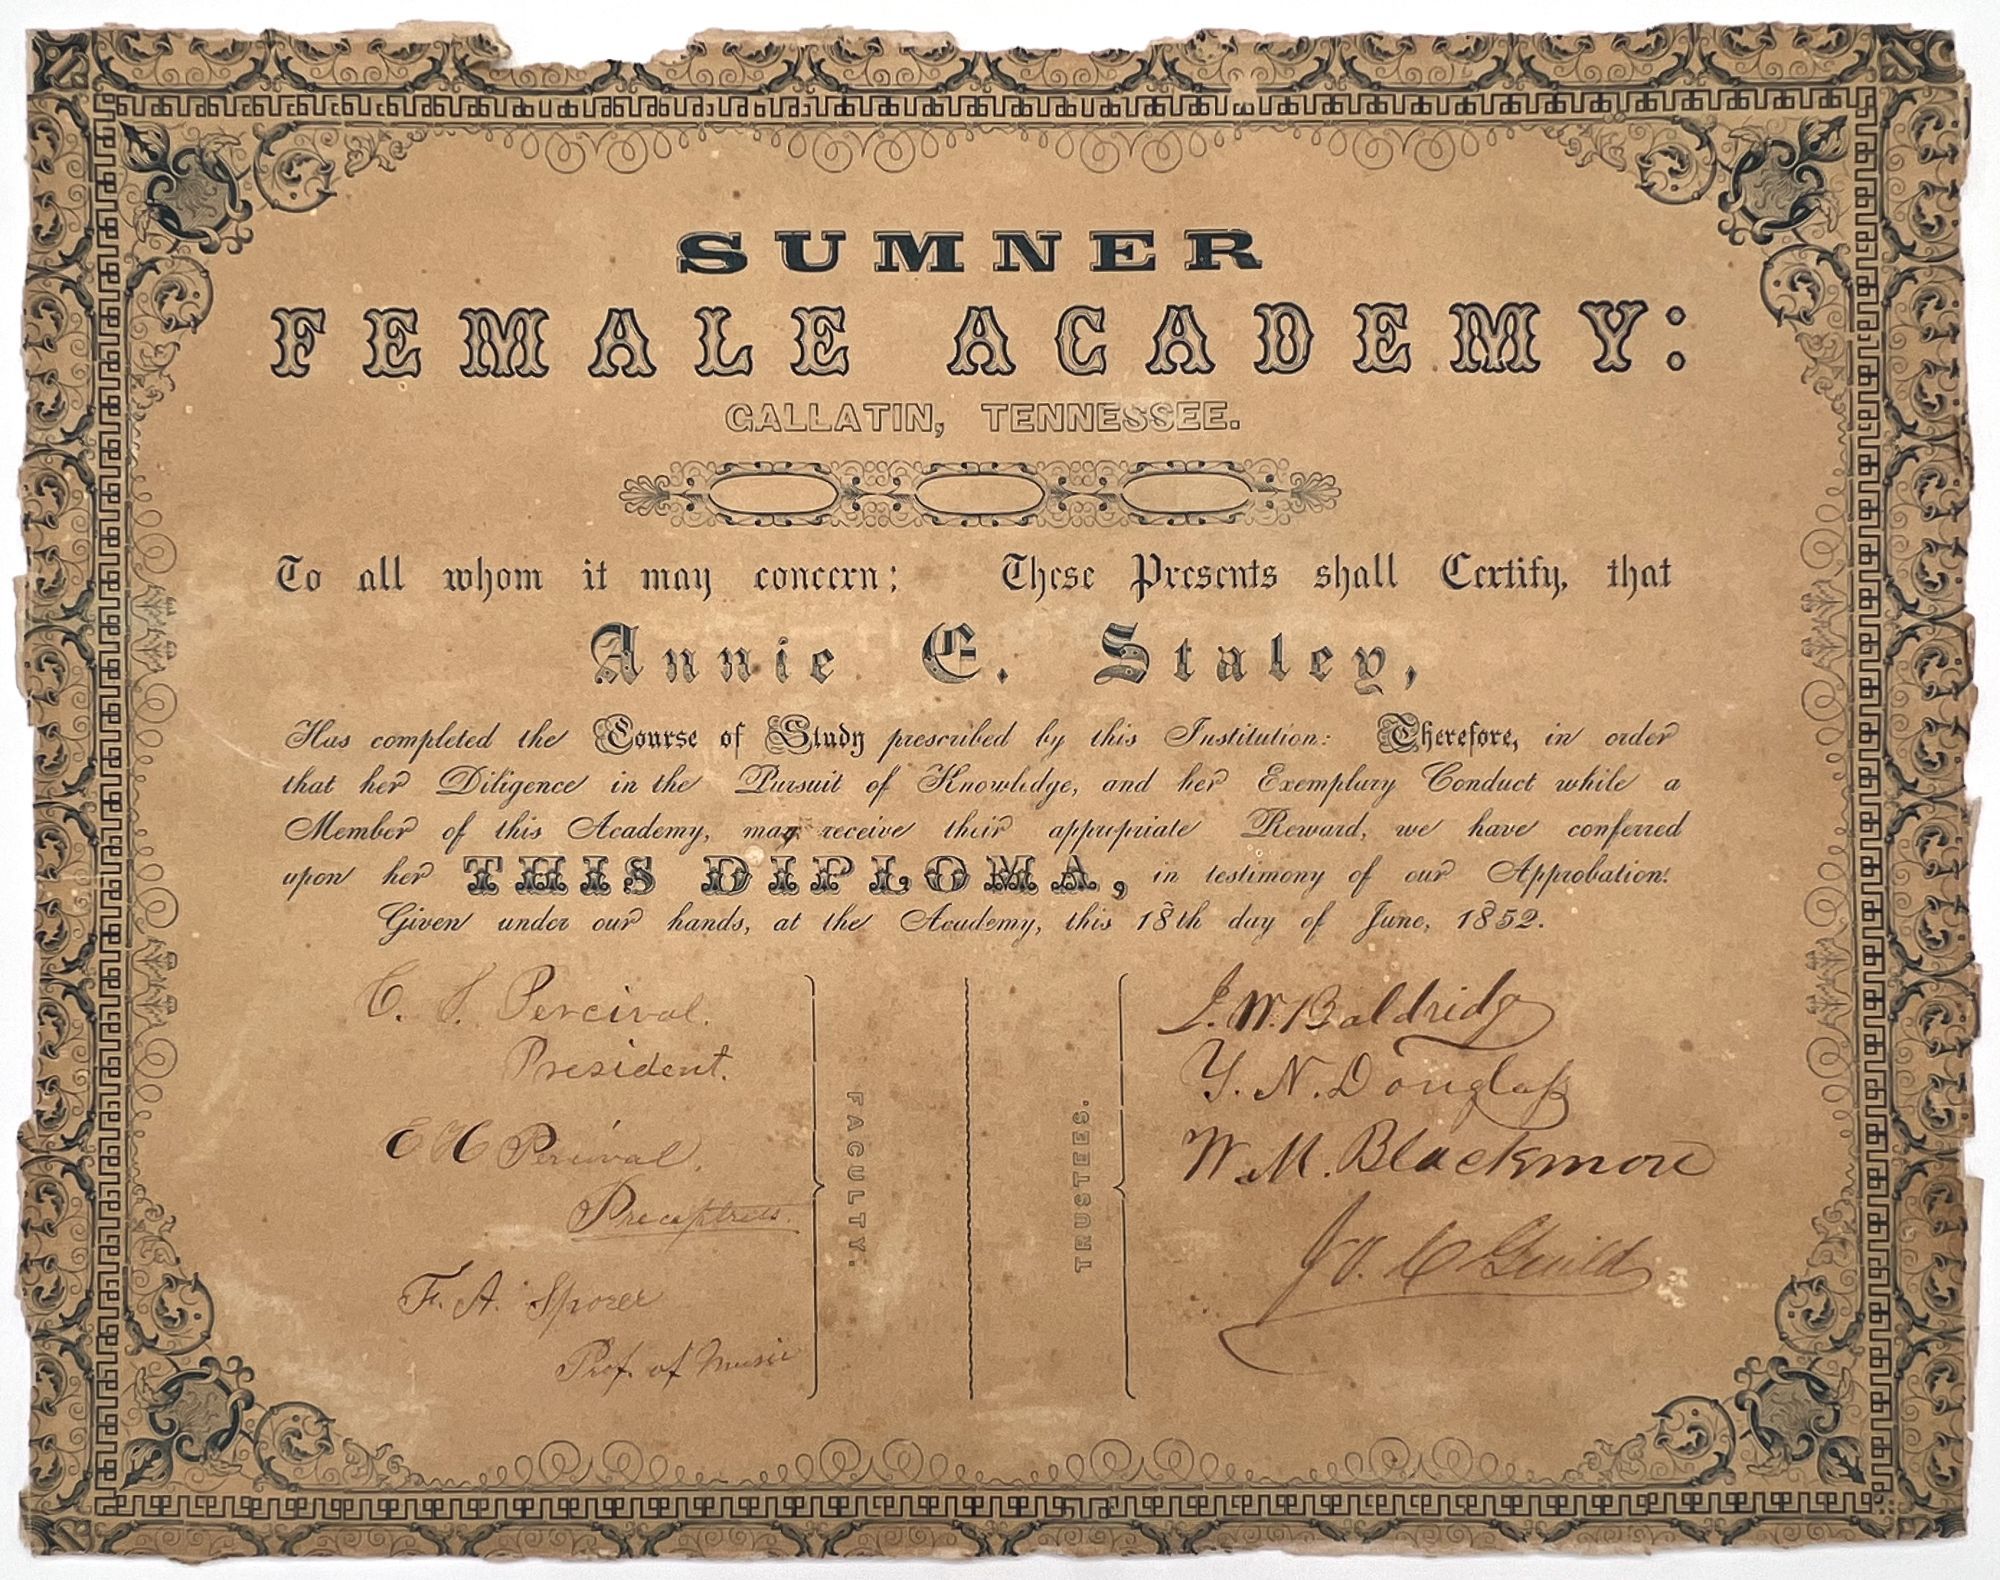 SUMNER
FEMALE ACADEMY:
GALLATIN, TENNESSEE.
To all whom it may concern: These Presents shall Certify, that
Annie E. Staley,
Has completed the Course of Study prescribed by this Institution: Therefore, in order
that her Diligence in the Pursuit of Knowledge, and her Exemplary Conduct while a
Member of this Academy, may receive their appropriate Reward, we have conferred
upon her THIS DIPLOMA, in testimony of our Approbation.
Given under our hands, at the Academy, this 18th day of June, 1852.
C. S. Percival.
President.
E H Percival.
Preceptress.
F. A. Sporer
Prof. of Music
FACULTY.
TRUSTEES.
J. W. Baldridge
Y. N. Douglass
W. M. Blackmore
Jo. C Guild